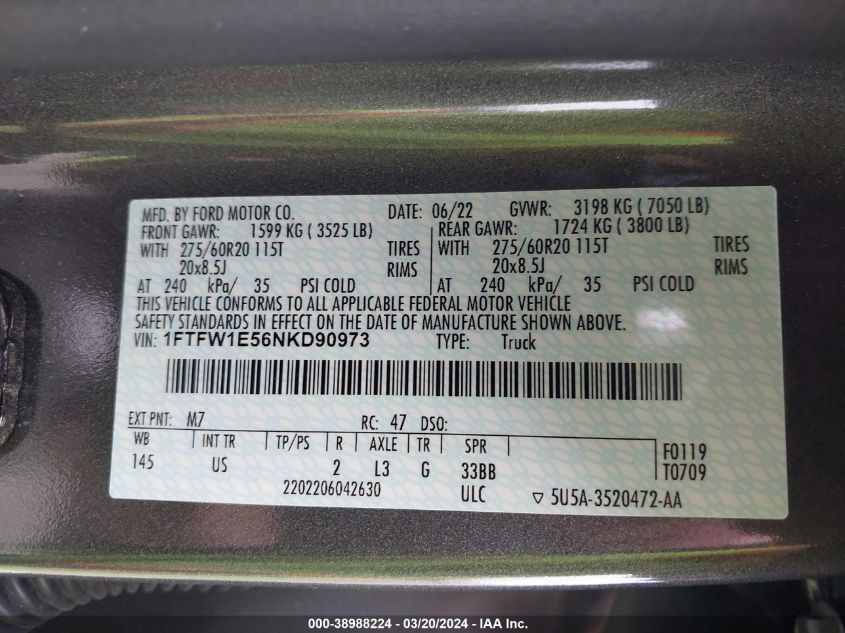 MFD. BY FORD MOTOR CO. DATE: 06/22 GVWR: 3198 KG ( 7050 LB)
FRONT GAWR: 1599 KG ( 3525 LB) REAR GAWR: 1724 KG ( 3800 LB)
WITH 275/60R20 115T TIRES WITH 275/60R20 115T TIRES
20x8.5J RIMS 20x8.5J RIMS
AT 240 kPa/ 35 PSI COLD AT 240 kPa/ 35 PSI COLD
THIS VEHICLE CONFORMS TO ALL APPLICABLE FEDERAL MOTOR VEHICLE
SAFETY STANDARDS IN EFFECT ON THE DATE OF MANUFACTURE SHOWN ABOVE.
VIN: 1FTFW1E56NKD90973 TYPE: Truck
EXT PNT: M7 RC: 47 DSO:
WB INT TR TP/PS R AXLE TR SPR F0119
145 US 2 L3 G 33BB T0709
2202206042630 ULC ▽ 5U5A-3520472-AA
000-38988224 - 03/20/2024 - IAA Inc.